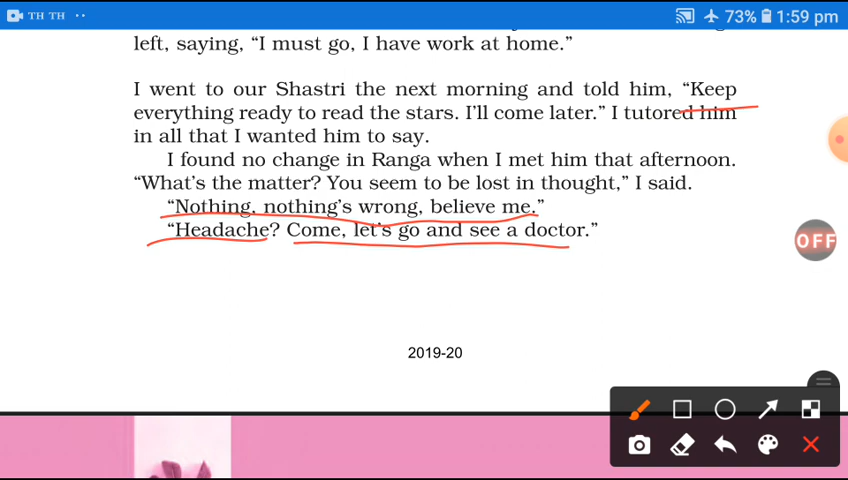 TH TH
73% 1:59 pm
left, saying, “I must go, I have work at home.”
I went to our Shastri the next morning and told him, “Keep
everything ready to read the stars. I’ll come later.” I tutored him
in all that I wanted him to say.
I found no change in Ranga when I met him that afternoon.
“What’s the matter? You seem to be lost in thought,” I said.
“Nothing, nothing’s wrong, believe me.”
“Headache? Come, let’s go and see a doctor.”
OFF
2019-20